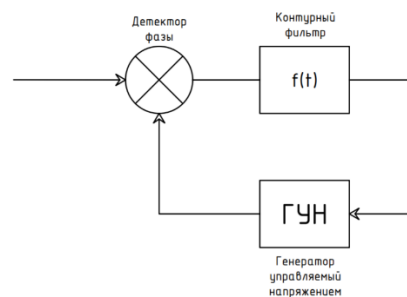 Детектор
фазы
Контурный
фильтр
f(t)
ГУН
Генератор
управляемый
напряжением